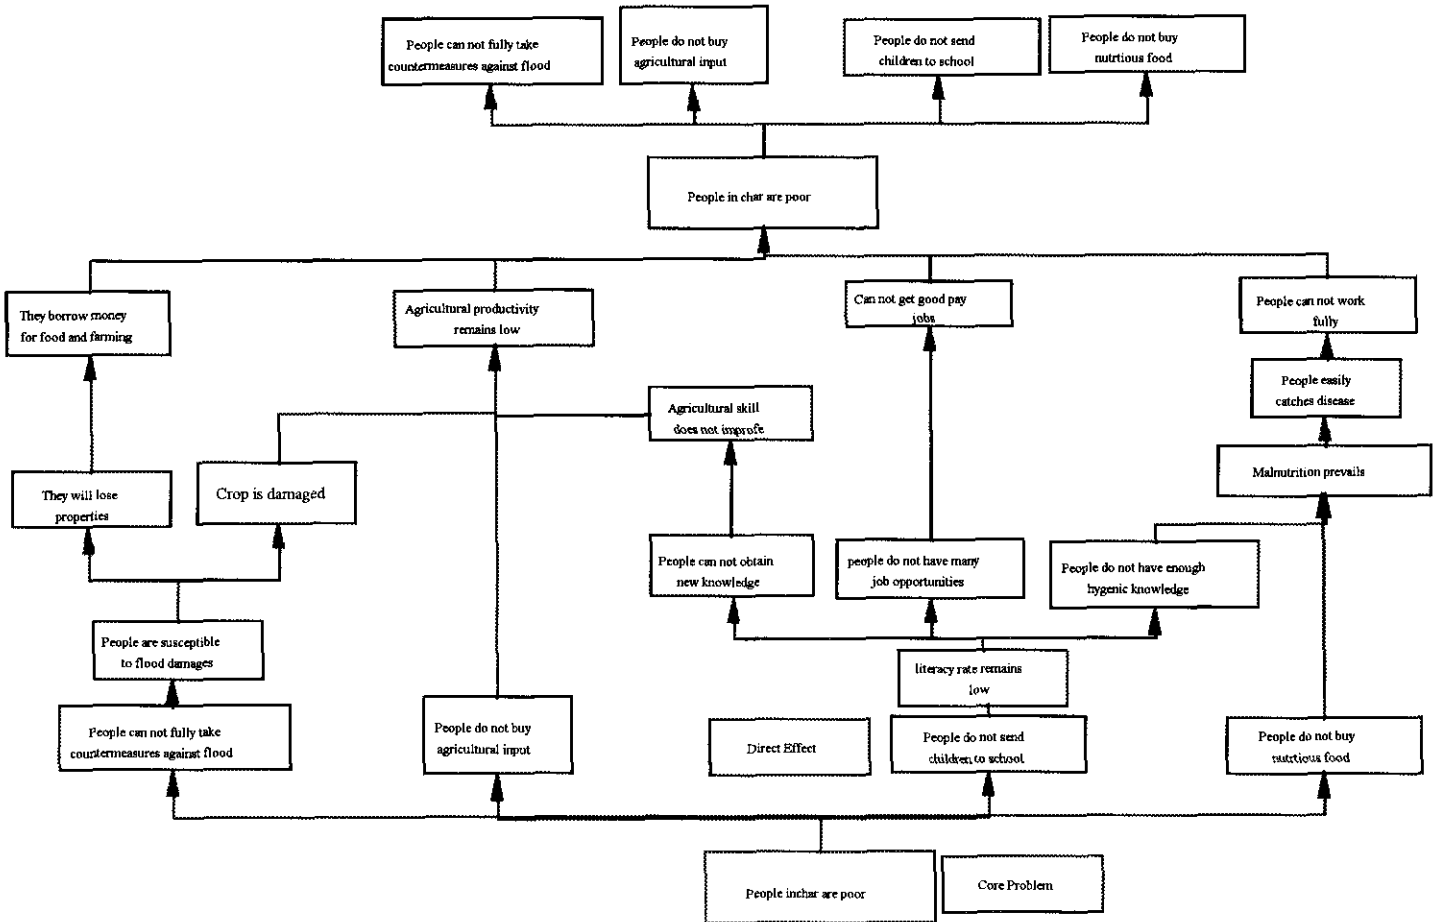 People can not fully take
countermeasures against flood
People do not buy
agricultural input
People do not send
children to school
People do not buy
nutrtious food
People in char are poor
They borrow money
for food and farming
Agricultural productivity
remains low
Can not get good pay
jobs
People can not work
fully
People easily
catches disease
Agricultural skill
does not improfe
Malnutrition prevails
They will lose
properties
Crop is damaged
People can not obtain
new knowledge
people do not have many
job opportunities
People do not have enough
hygenic knowledge
People are susceptible
to flood damages
literacy rate remains
low
People can not fully take
countermeasures against flood
People do not buy
agricultural input
Direct Effect
People do not send
children to school
People do not buy
nutrtious food
People inchar are poor
Core Problem